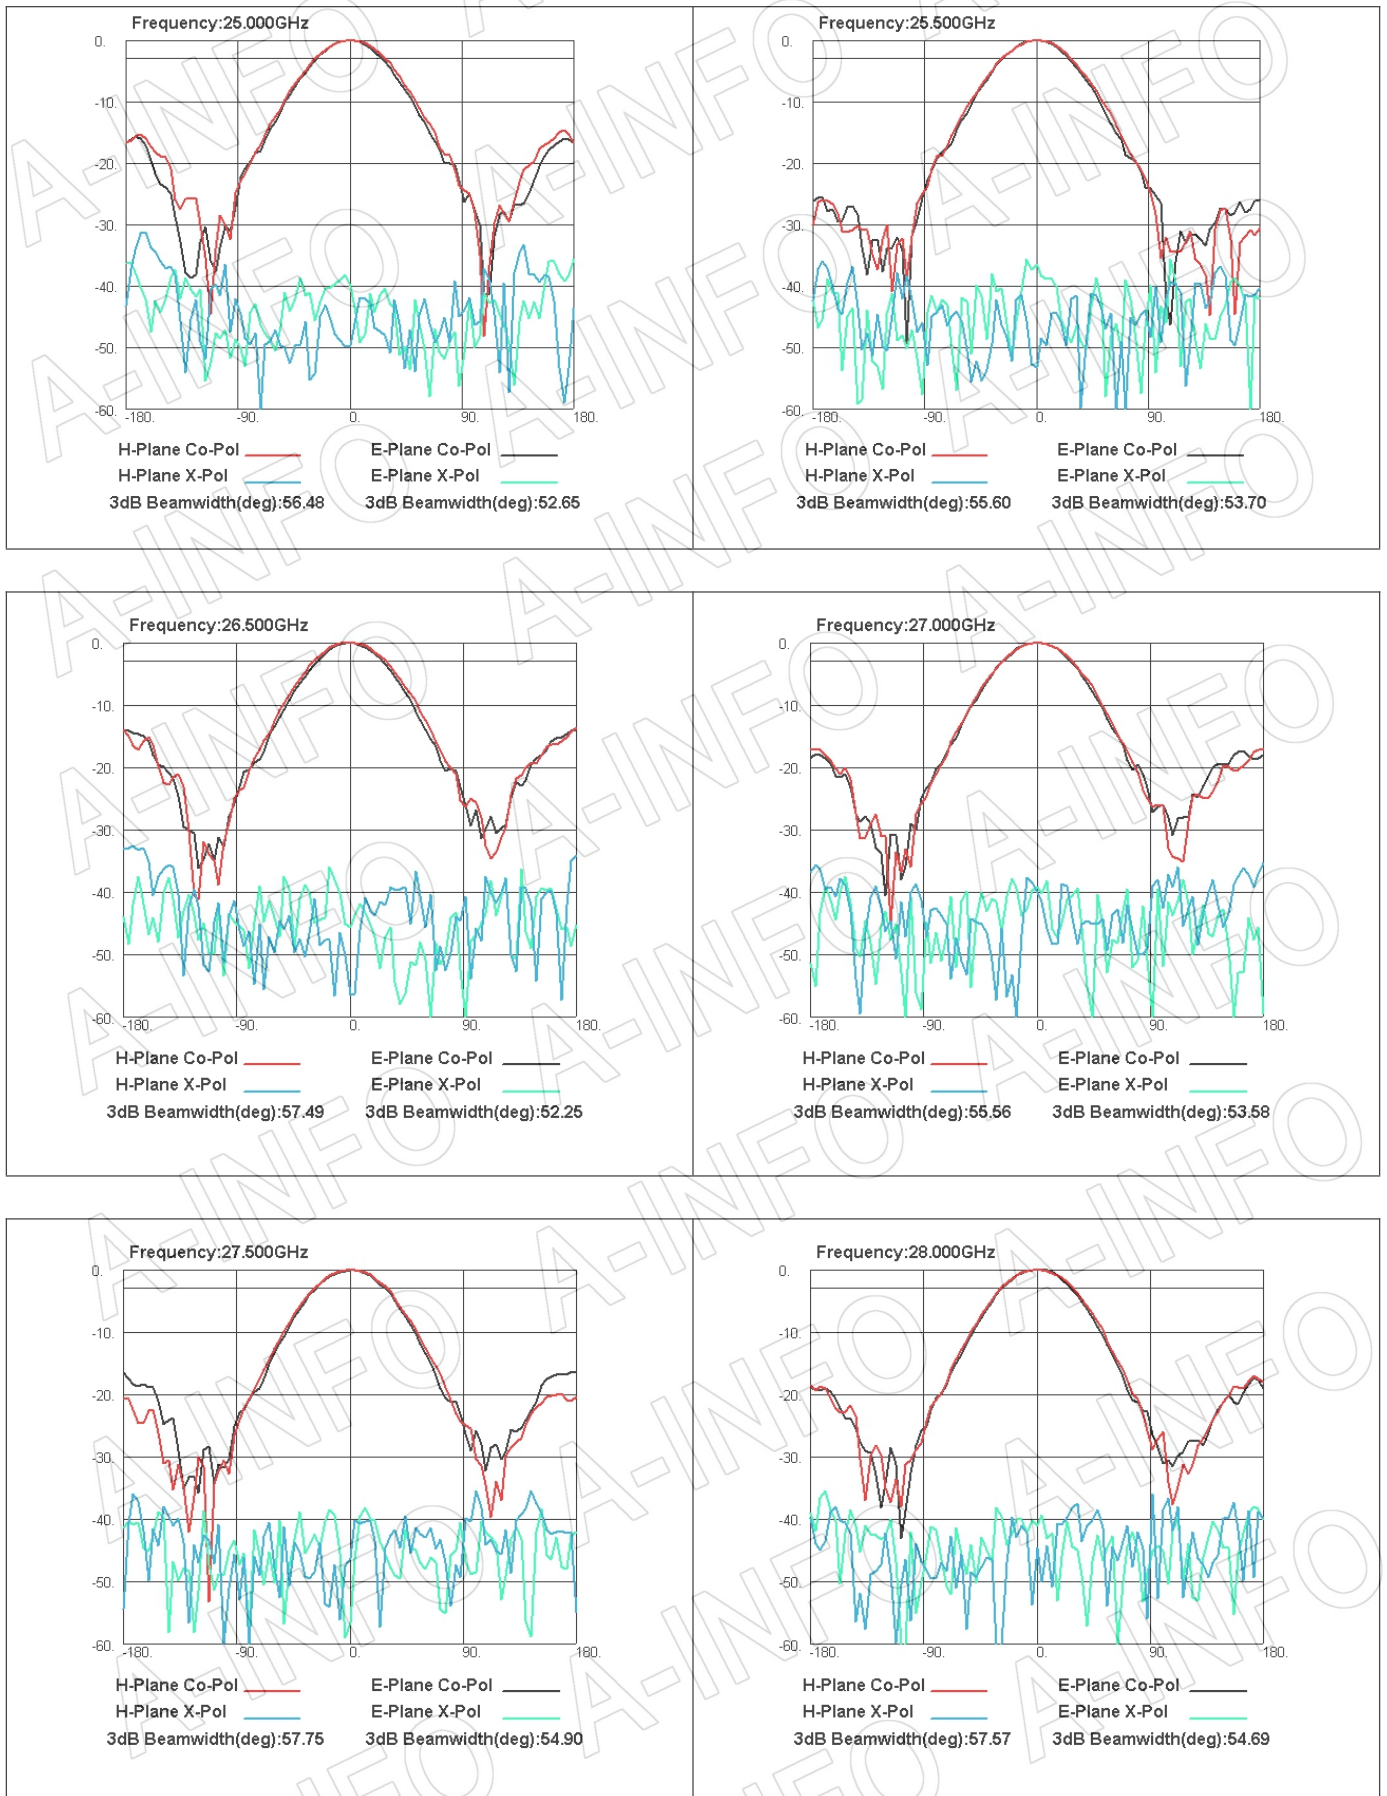 Frequency:25.000GHz
0.
-10.
-20.
-30.
-40.
-50.
-60.
-180. -90. 0. 90. 180.
H-Plane Co-Pol E-Plane Co-Pol
H-Plane X-Pol E-Plane X-Pol
3dB Beamwidth(deg):56.48 3dB Beamwidth(deg):52.65
Frequency:25.500GHz
0.
-10.
-20.
-30.
-40.
-50.
-60.
-180. -90. 0. 90. 180.
H-Plane Co-Pol E-Plane Co-Pol
H-Plane X-Pol E-Plane X-Pol
3dB Beamwidth(deg):55.60 3dB Beamwidth(deg):53.70
Frequency:26.500GHz
0.
-10.
-20.
-30.
-40.
-50.
-60.
-180. -90. 0. 90. 180.
H-Plane Co-Pol E-Plane Co-Pol
H-Plane X-Pol E-Plane X-Pol
3dB Beamwidth(deg):57.49 3dB Beamwidth(deg):52.25
Frequency:27.000GHz
0.
-10.
-20.
-30.
-40.
-50.
-60.
-180. -90. 0. 90. 180.
H-Plane Co-Pol E-Plane Co-Pol
H-Plane X-Pol E-Plane X-Pol
3dB Beamwidth(deg):55.56 3dB Beamwidth(deg):53.58
Frequency:27.500GHz
0.
-10.
-20.
-30.
-40.
-50.
-60.
-180. -90. 0. 90. 180.
H-Plane Co-Pol E-Plane Co-Pol
H-Plane X-Pol E-Plane X-Pol
3dB Beamwidth(deg):57.75 3dB Beamwidth(deg):54.90
Frequency:28.000GHz
0.
-10.
-20.
-30.
-40.
-50.
-60.
-180. -90. 0. 90. 180.
H-Plane Co-Pol E-Plane Co-Pol
H-Plane X-Pol E-Plane X-Pol
3dB Beamwidth(deg):57.57 3dB Beamwidth(deg):54.69
A-INFO